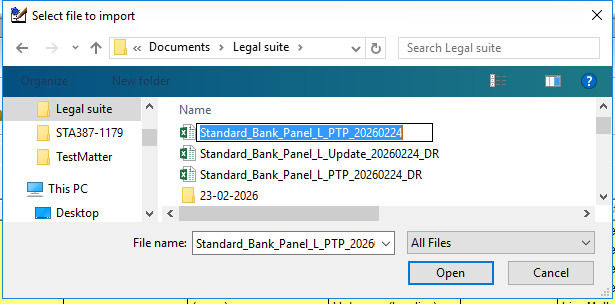 Select file to import
« Documents > Legal suite >
Search Legal suite
Organize New folder
Legal suite
STA387-1179
TestMatter
This PC
Desktop
Name
Standard_Bank_Panel_L_PTP_20260224
Standard_Bank_Panel_L_Update_20260224_DR
Standard_Bank_Panel_L_PTP_20260224_DR
23-02-2026
File name: Standard_Bank_Panel_L_PTP_2026
All Files
Open Cancel